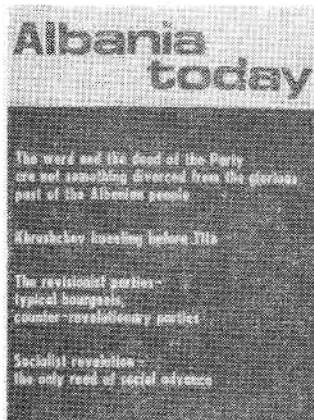 Albania
today
The word and the deed of the Party
are not something divorced from the glorious
past of the Albanian people
Khrushchev kneeling before Tito
The revisionist parties-
typical bourgeois,
counter-revolutionary parties
Socialist revolution-
the only road of social advance